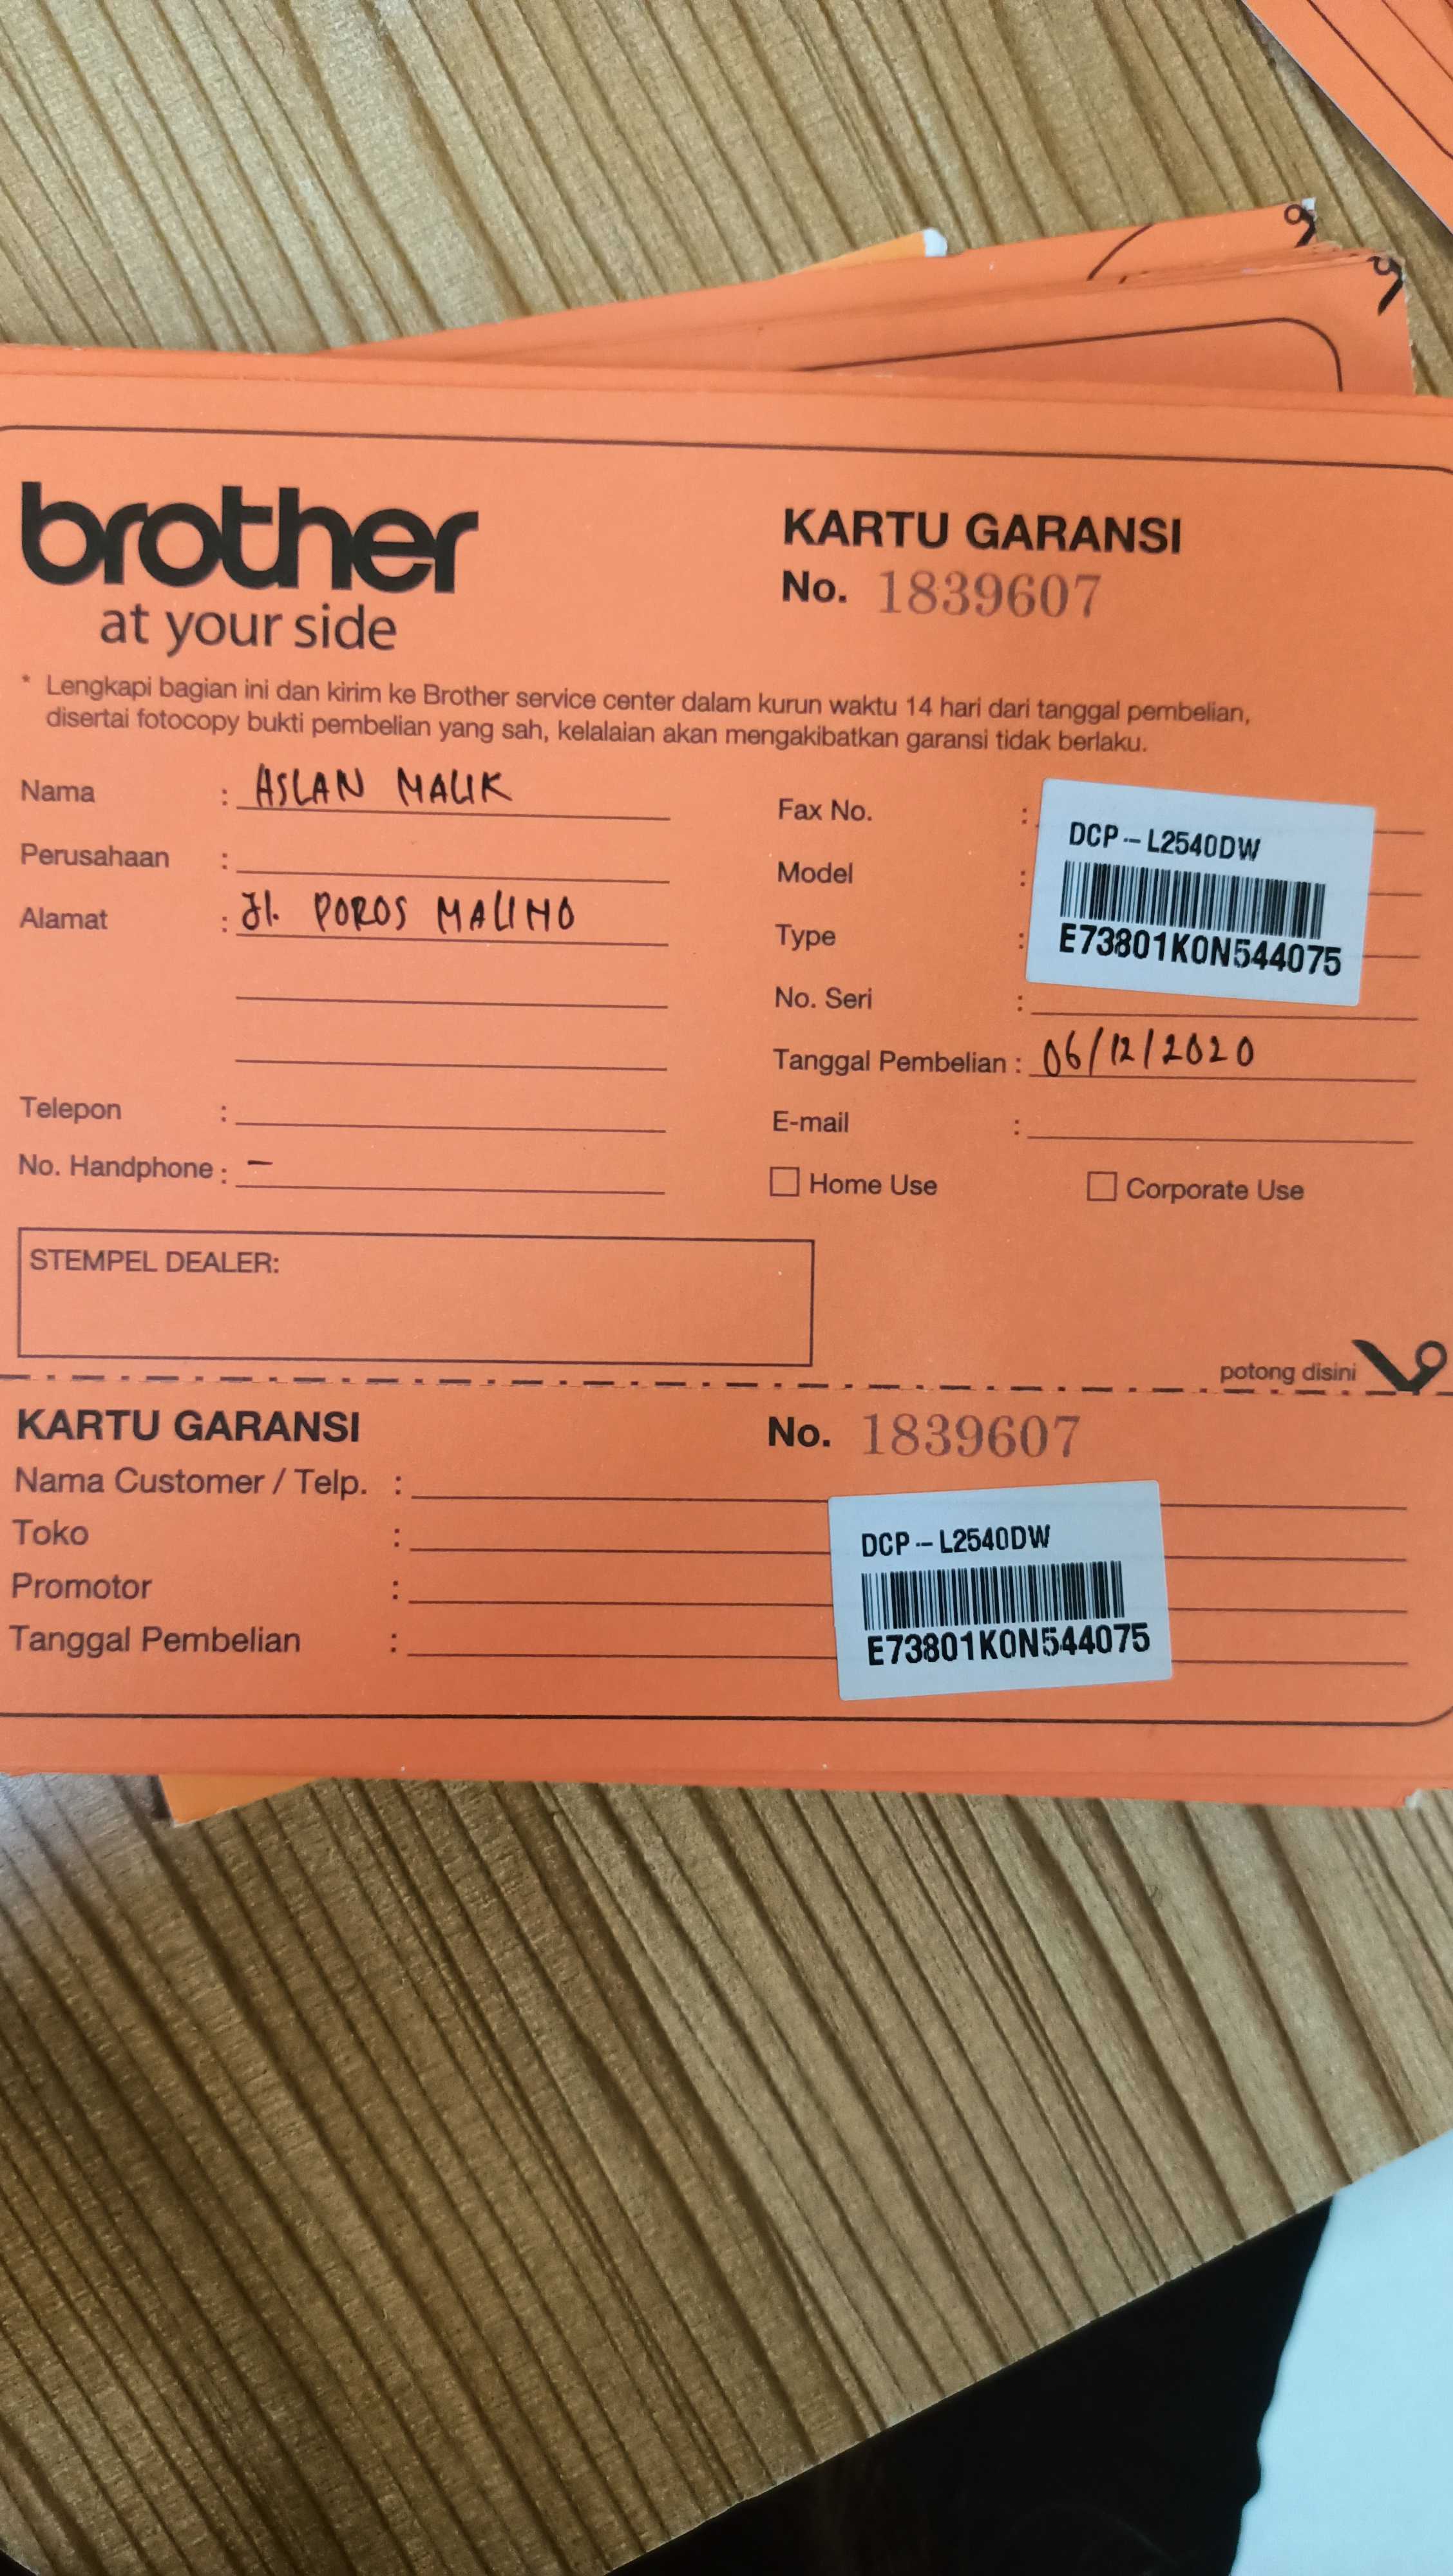 brother
at your side
KARTU GARANSI
No. 1839607
* Lengkapi bagian ini dan kirim ke Brother service center dalam kurun waktu 14 hari dari tanggal pembelian,
disertai fotocopy bukti pembelian yang sah, kelalaian akan mengakibatkan garansi tidak berlaku.
Nama : ASLAN MALIK
Perusahaan :
Alamat : Jl. POROS MALINO
Telepon :
No. Handphone : –
Fax No. :
Model :
Type :
No. Seri :
DCP-L2540DW
E73801K0N544075
Tanggal Pembelian : 06/12/2020
E-mail :
Home Use
Corporate Use
STEMPEL DEALER:
potong disini
KARTU GARANSI
No. 1839607
Nama Customer / Telp. :
Toko :
Promotor :
Tanggal Pembelian :
DCP-L2540DW
E73801K0N544075